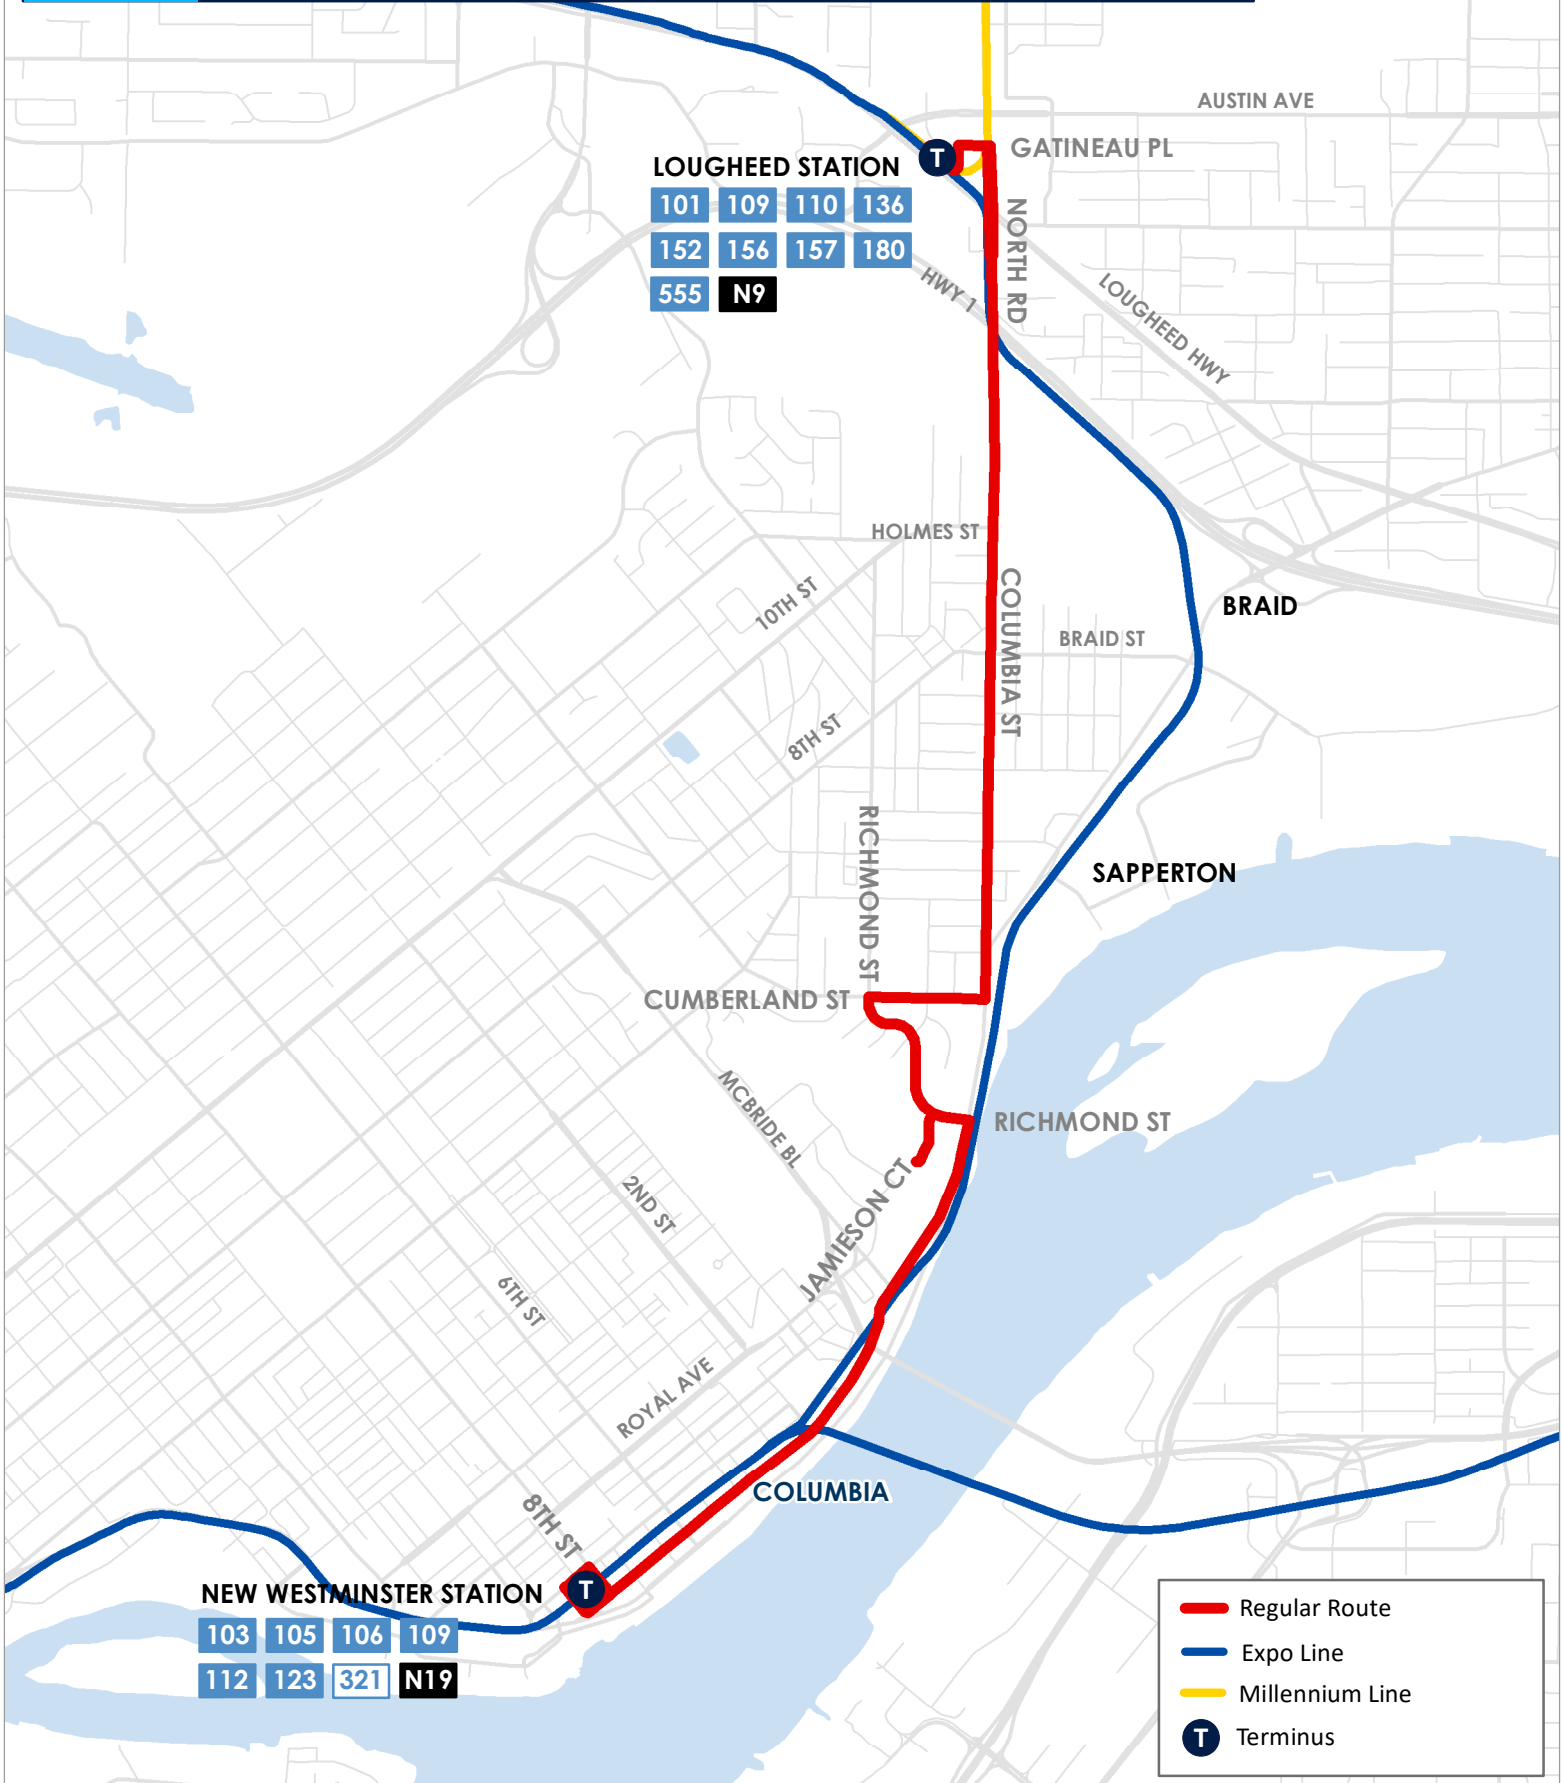 AUSTIN AVE
GATINEAU PL
T
LOUGHEED STATION
101 109 110 136
152 156 157 180
555 N9
NORTH RD
HWY 1
LOUGHEED HWY
HOLMES ST
COLUMBIA ST
10TH ST
BRAID
BRAID ST
8TH ST
RICHMOND ST
SAPPERTON
CUMBERLAND ST
MCBRIDE BL
RICHMOND ST
JAMIESON CT
2ND ST
6TH ST
ROYAL AVE
COLUMBIA
8TH ST
T
NEW WESTMINSTER STATION
103 105 106 109
112 123 321 N19
Regular Route
Expo Line
Millennium Line
T Terminus